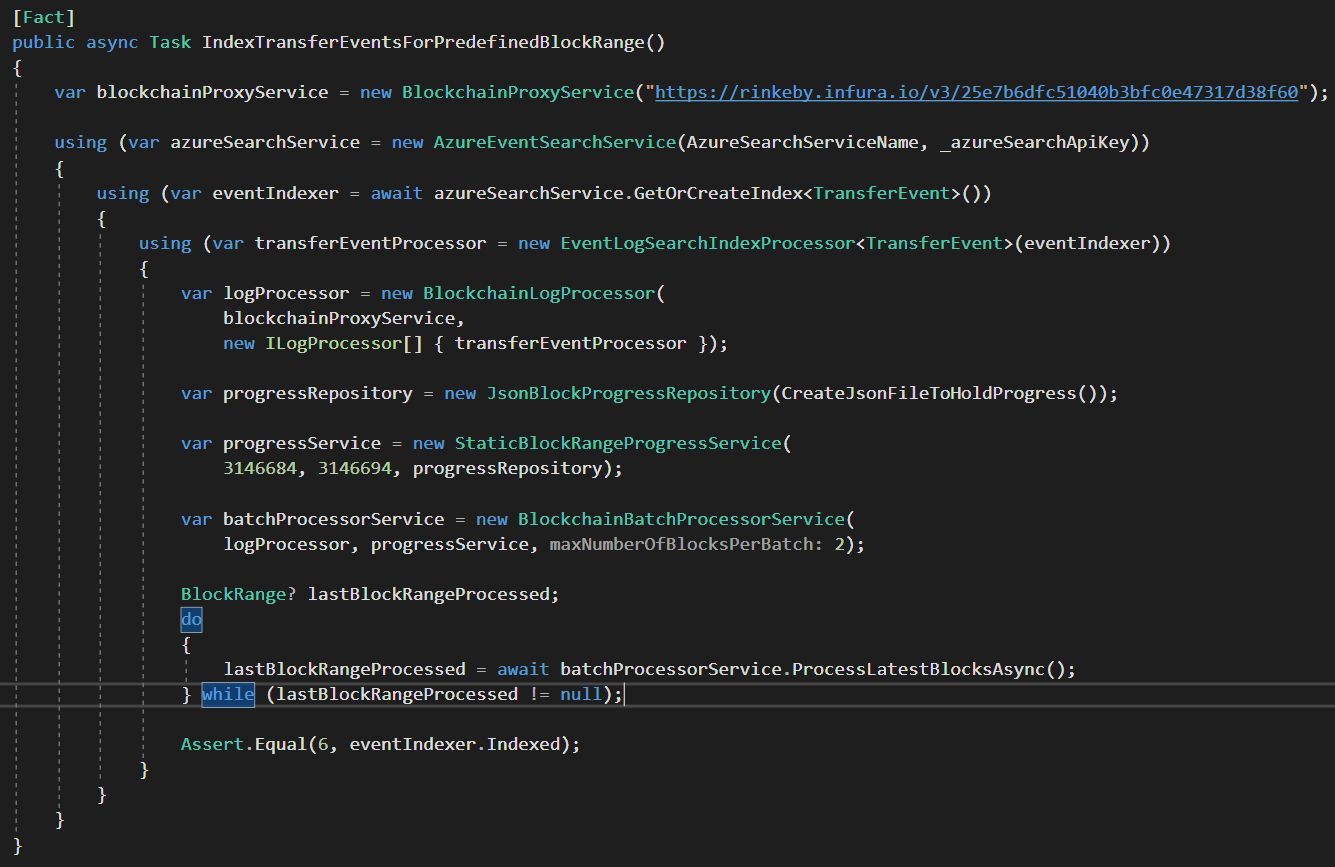 [Fact]
public async Task IndexTransferEventsForPredefinedBlockRange()
{
var blockchainProxyService = new BlockchainProxyService("https://rinkeby.infura.io/v3/25e7b6dfc51040b3bfc0e47317d38f60");
using (var azureSearchService = new AzureEventSearchService(AzureSearchServiceName, _azureSearchApiKey))
{
using (var eventIndexer = await azureSearchService.GetOrCreateIndex<TransferEvent>())
{
using (var transferEventProcessor = new EventLogSearchIndexProcessor<TransferEvent>(eventIndexer))
{
var logProcessor = new BlockchainLogProcessor(
blockchainProxyService,
new ILogProcessor[] { transferEventProcessor });
var progressRepository = new JsonBlockProgressRepository(CreateJsonFileToHoldProgress());
var progressService = new StaticBlockRangeProgressService(
3146684, 3146694, progressRepository);
var batchProcessorService = new BlockchainBatchProcessorService(
logProcessor, progressService, maxNumberOfBlocksPerBatch: 2);
BlockRange? lastBlockRangeProcessed;
do
{
lastBlockRangeProcessed = await batchProcessorService.ProcessLatestBlocksAsync();
} while (lastBlockRangeProcessed != null);
Assert.Equal(6, eventIndexer.Indexed);
}
}
}
}